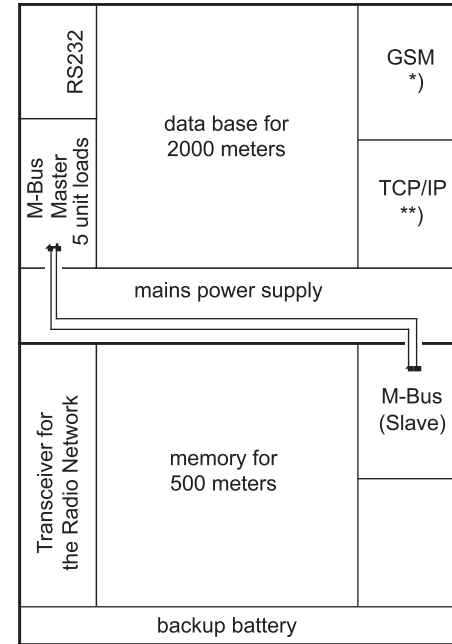 RS232
M-Bus
Master
5 unit loads
data base for
2000 meters
GSM
*)
TCP/IP
**)
mains power supply
Transceiver for
the Radio Network
memory for
500 meters
M-Bus
(Slave)
backup battery